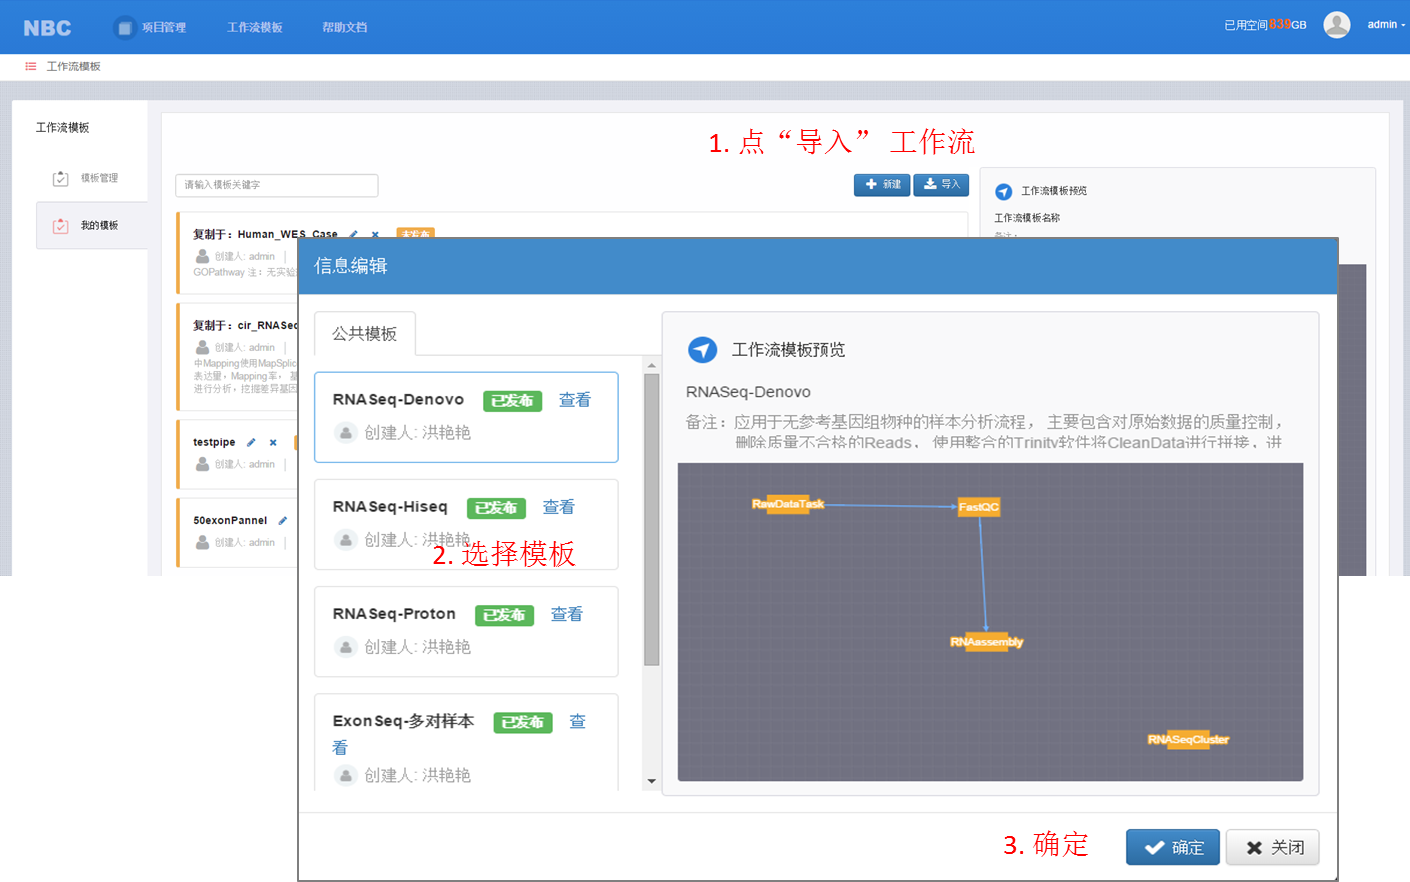 NBC
项目管理
工作流模板
帮助文档
已用空间839GB
admin
工作流模板
工作流模板
模板管理
我的模板
1. 点“导入” 工作流
请输入模板关键字
新建
导入
工作流模板预览
工作流模板名称
备注：
复制于：Human_WES_Case
未发布
创建人: admin
GOPathway 注：无实验
复制于：cir_RNASeq
创建人: admin
中Mapping使用MapSplic
表达量，Mapping率， 基
进行分析，挖掘差异基因
testpipe
创建人: admin
50exonPannel
创建人: admin
信息编辑
公共模板
RNASeq-Denovo 已发布 查看
创建人: 洪艳艳
RNASeq-Hiseq 已发布 查看
创建人: 洪艳艳
2. 选择模板
RNASeq-Proton 已发布 查看
创建人: 洪艳艳
ExonSeq-多对样本 已发布 查
看
创建人: 洪艳艳
工作流模板预览
RNASeq-Denovo
备注：应用于无参考基因组物种的样本分析流程， 主要包含对原始数据的质量控制，
删除质量不合格的Reads， 使用整合的Trinity软件将CleanData进行拼接，进
RawDataTask
FastQC
RNAassembly
RNASeqCluster
3. 确定
确定
关闭